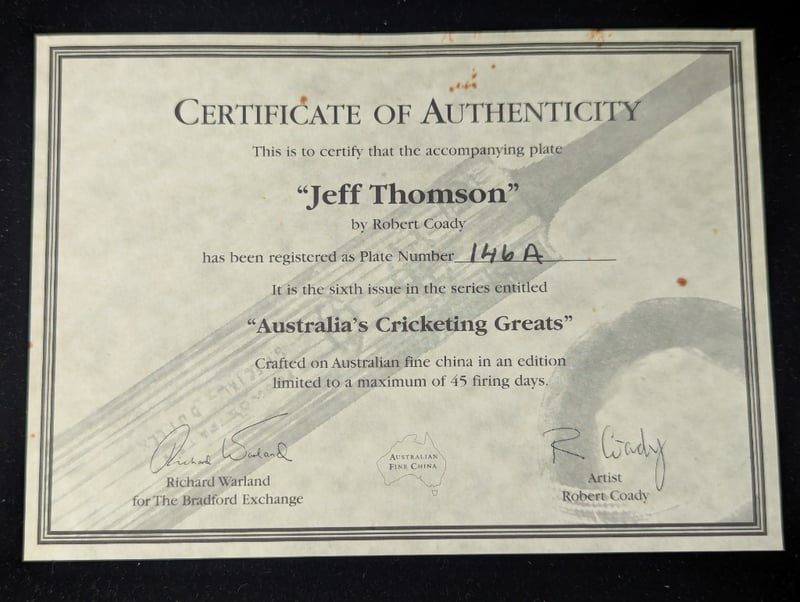 CERTIFICATE OF AUTHENTICITY
This is to certify that the accompanying plate
“Jeff Thomson”
by Robert Coady
has been registered as Plate Number 146A
It is the sixth issue in the series entitled
“Australia’s Cricketing Greats”
Crafted on Australian fine china in an edition
limited to a maximum of 45 firing days.
Richard Warland
R Coady
AUSTRALIAN
FINE CHINA
Richard Warland
for The Bradford Exchange
Artist
Robert Coady